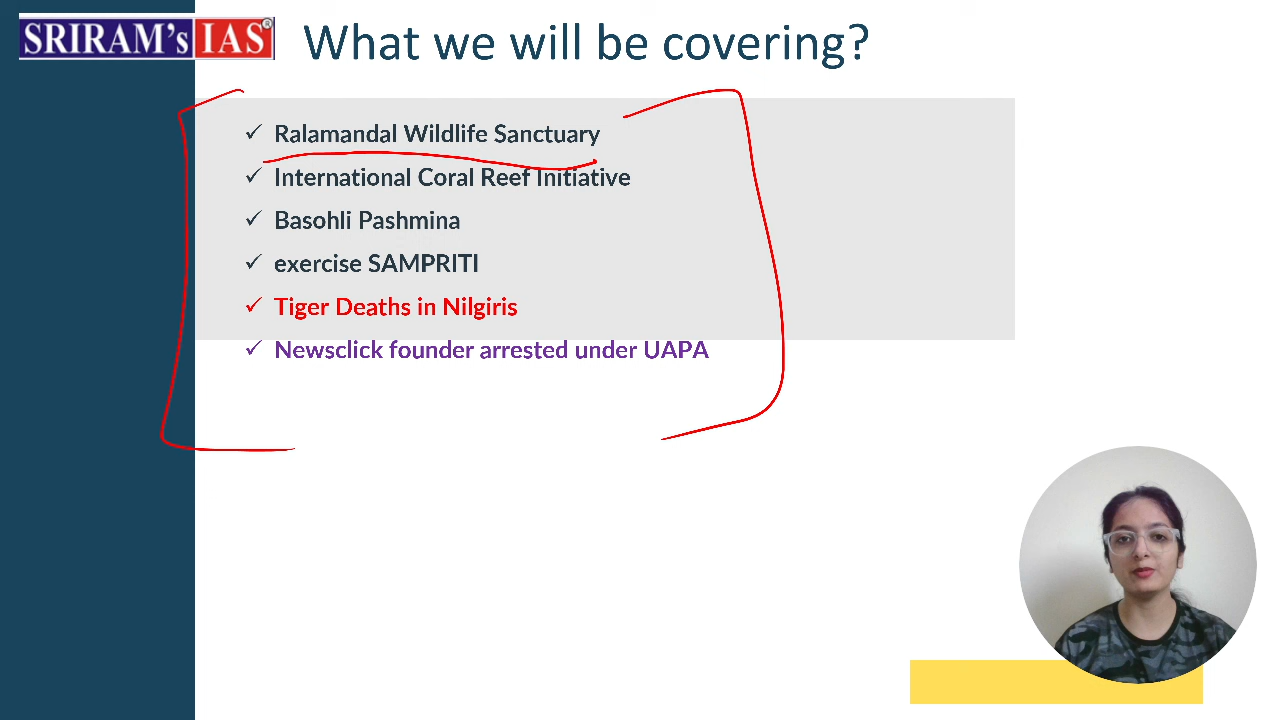 SRIRAM's IAS®
What we will be covering?
✓ Ralamandal Wildlife Sanctuary
✓ International Coral Reef Initiative
✓ Basohli Pashmina
✓ exercise SAMPRITI
✓ Tiger Deaths in Nilgiris
✓ Newsclick founder arrested under UAPA